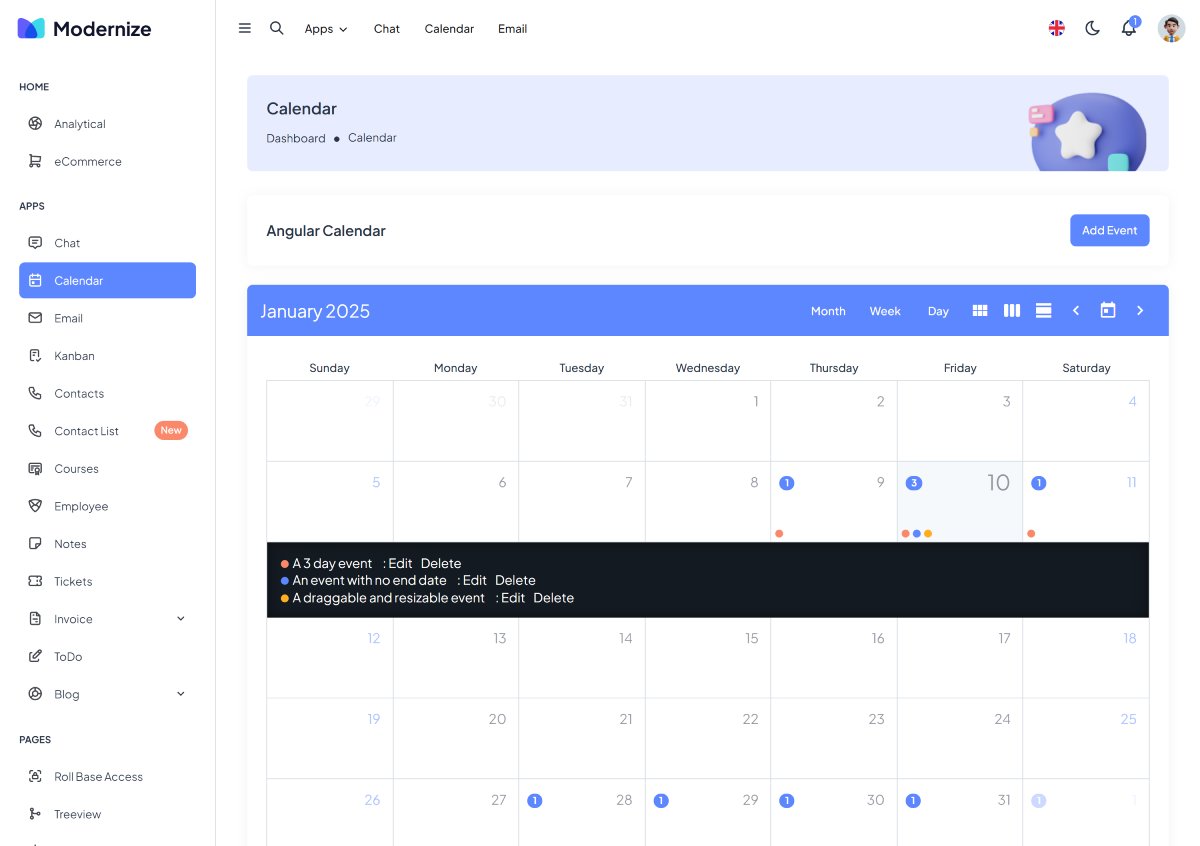 Modernize
Apps Chat Calendar Email
1
HOME
Analytical
eCommerce
APPS
Chat
Calendar
Email
Kanban
Contacts
Contact List New
Courses
Employee
Notes
Tickets
Invoice
ToDo
Blog
PAGES
Roll Base Access
Treeview
Calendar
Dashboard • Calendar
Angular Calendar
Add Event
January 2025
Month Week Day
Sunday Monday Tuesday Wednesday Thursday Friday Saturday
29 30 31 1 2 3 4
5 6 7 8 1 9 3 10 1 11
A 3 day event : Edit Delete
An event with no end date : Edit Delete
A draggable and resizable event : Edit Delete
12 13 14 15 16 17 18
19 20 21 22 23 24 25
26 27 1 28 1 29 1 30 1 31 1 1